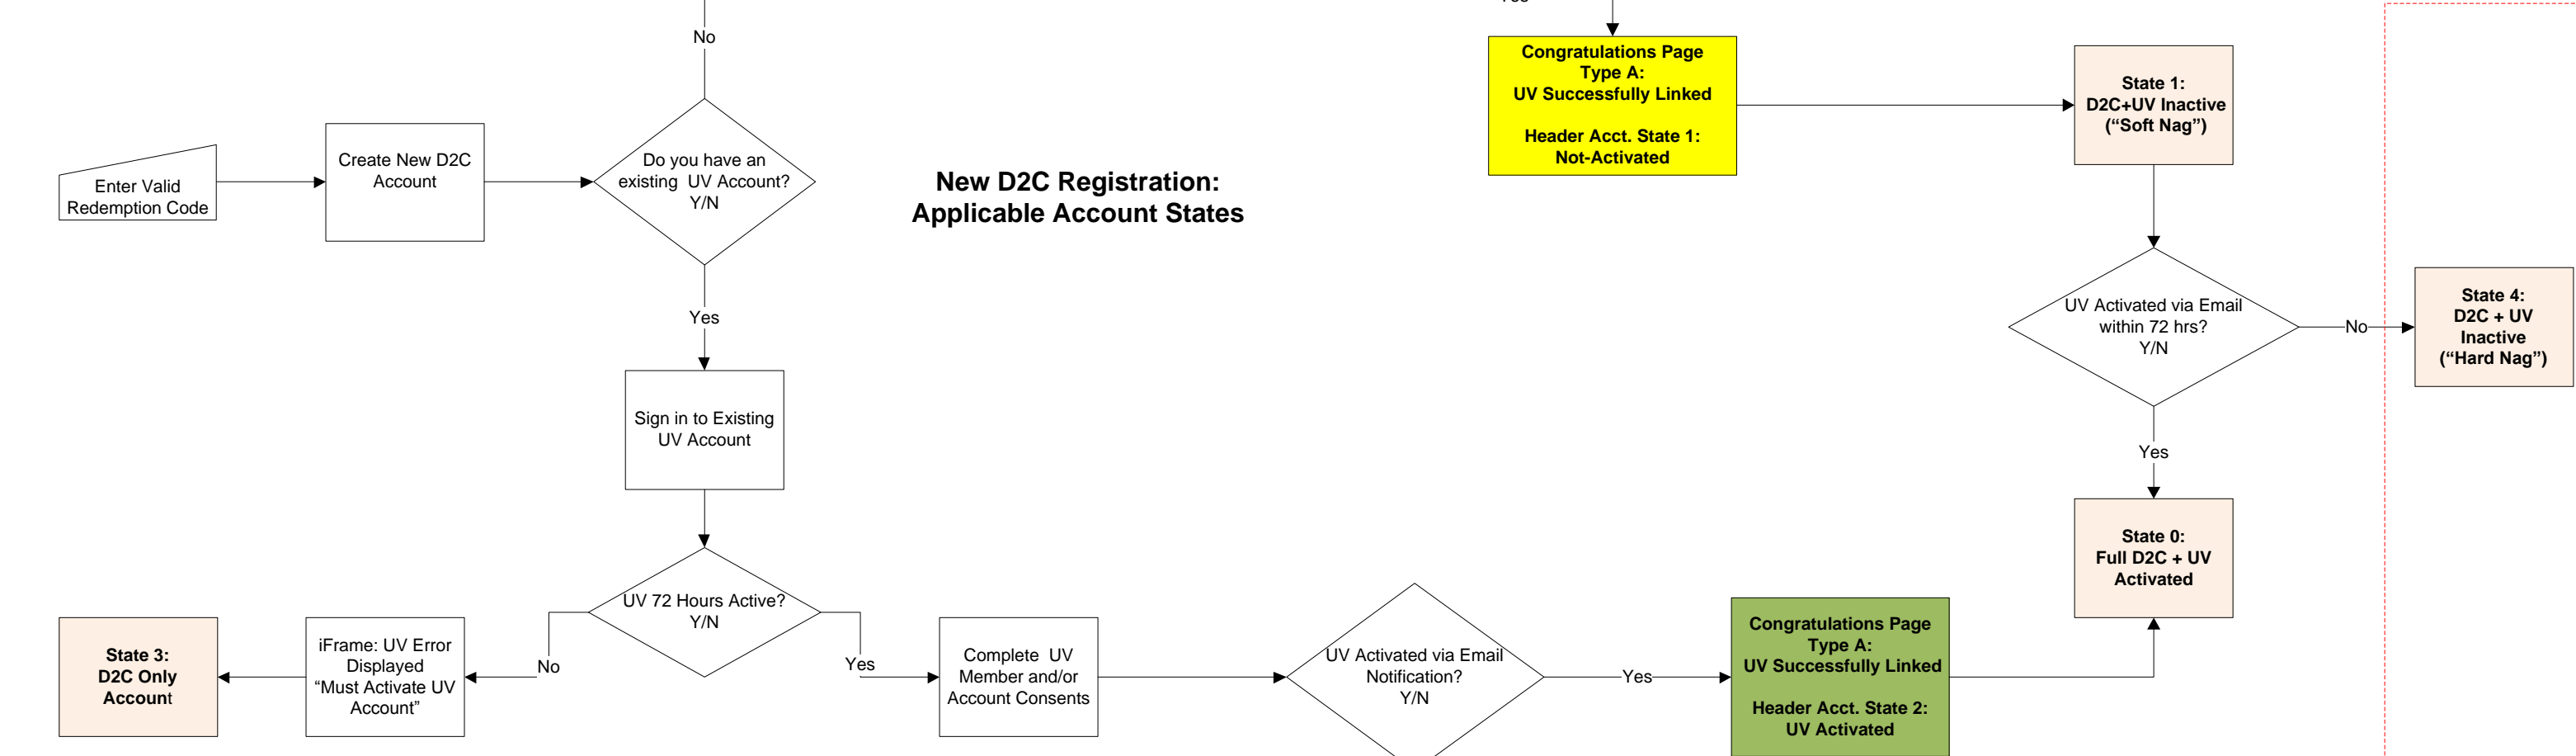 No
Yes
Congratulations Page
Type A:
UV Successfully Linked
Header Acct. State 1:
Not-Activated
State 1:
D2C+UV Inactive
(“Soft Nag”)
Enter Valid
Redemption Code
Create New D2C
Account
Do you have an
existing UV Account?
Y/N
New D2C Registration:
Applicable Account States
Yes
UV Activated via Email
within 72 hrs?
Y/N
No
State 4:
D2C + UV
Inactive
(“Hard Nag”)
Sign in to Existing
UV Account
Yes
State 0:
Full D2C + UV
Activated
UV 72 Hours Active?
Y/N
State 3:
D2C Only
Account
iFrame: UV Error
Displayed
“Must Activate UV
Account”
No
Yes
Complete UV
Member and/or
Account Consents
UV Activated via Email
Notification?
Y/N
Yes
Congratulations Page
Type A:
UV Successfully Linked
Header Acct. State 2:
UV Activated